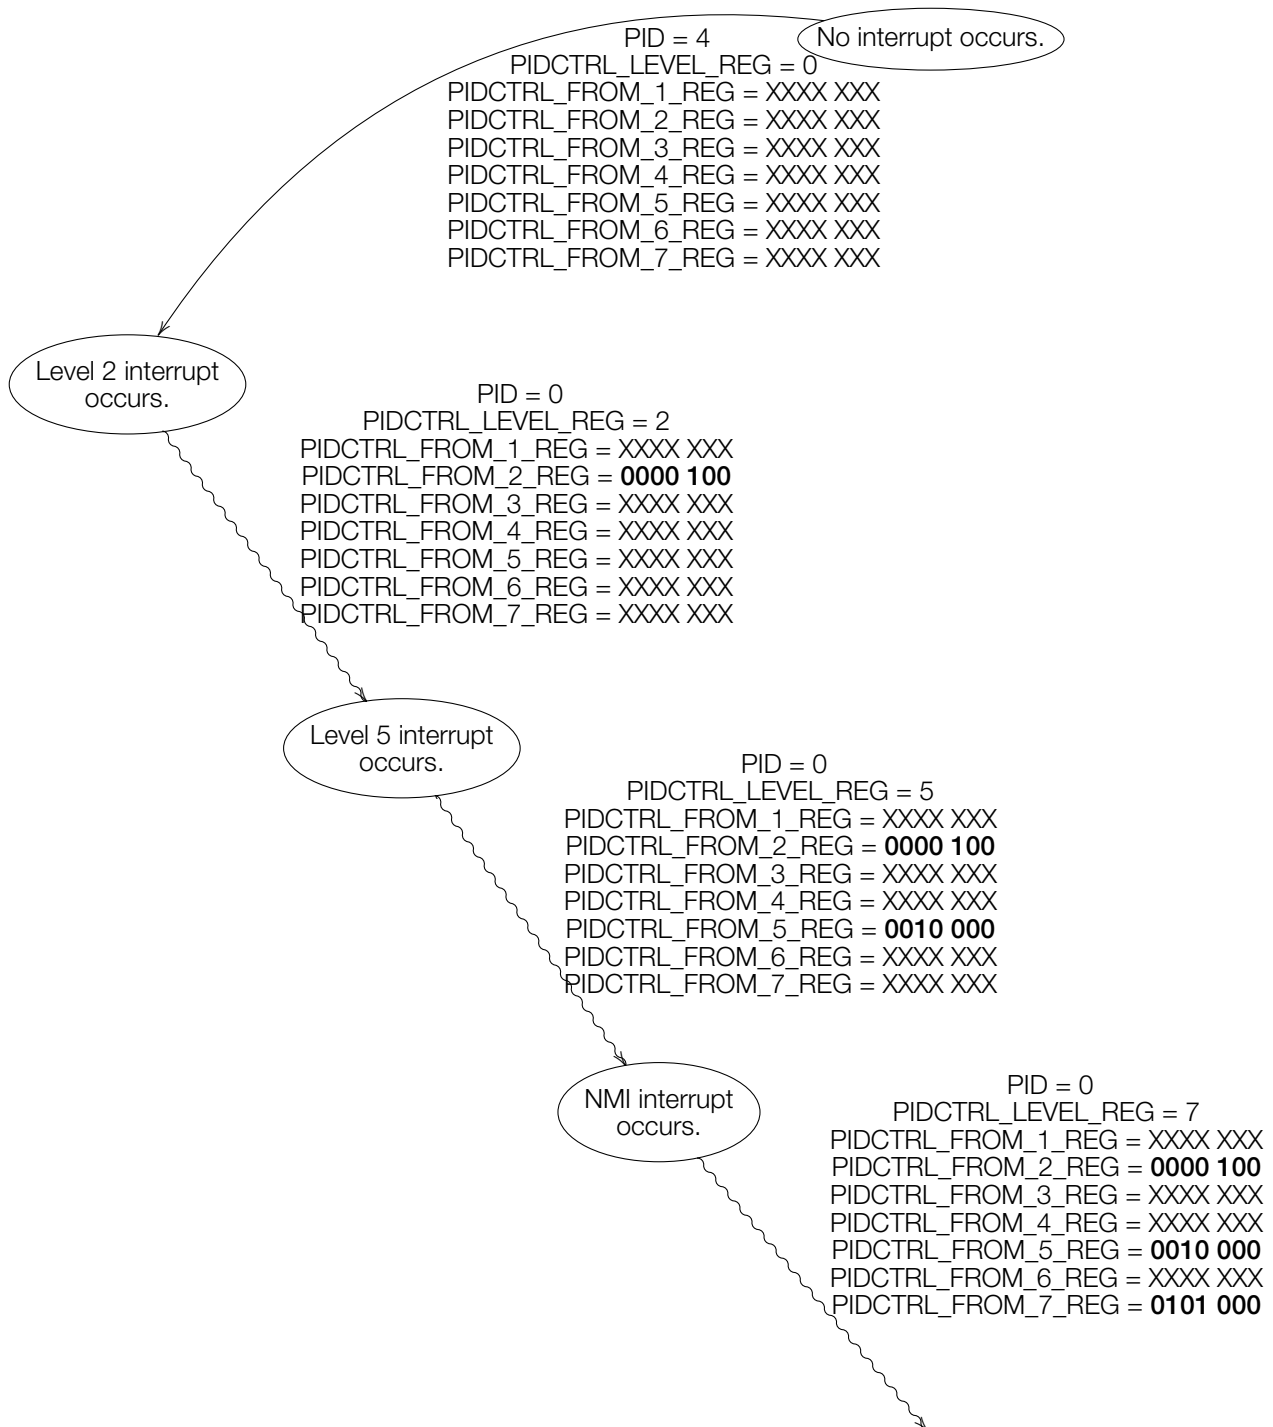 No interrupt occurs.
PID = 4
PIDCTRL_LEVEL_REG = 0
PIDCTRL_FROM_1_REG = XXXX XXX
PIDCTRL_FROM_2_REG = XXXX XXX
PIDCTRL_FROM_3_REG = XXXX XXX
PIDCTRL_FROM_4_REG = XXXX XXX
PIDCTRL_FROM_5_REG = XXXX XXX
PIDCTRL_FROM_6_REG = XXXX XXX
PIDCTRL_FROM_7_REG = XXXX XXX
Level 2 interrupt
occurs.
PID = 0
PIDCTRL_LEVEL_REG = 2
PIDCTRL_FROM_1_REG = XXXX XXX
PIDCTRL_FROM_2_REG = 0000 100
PIDCTRL_FROM_3_REG = XXXX XXX
PIDCTRL_FROM_4_REG = XXXX XXX
PIDCTRL_FROM_5_REG = XXXX XXX
PIDCTRL_FROM_6_REG = XXXX XXX
PIDCTRL_FROM_7_REG = XXXX XXX
Level 5 interrupt
occurs.
PID = 0
PIDCTRL_LEVEL_REG = 5
PIDCTRL_FROM_1_REG = XXXX XXX
PIDCTRL_FROM_2_REG = 0000 100
PIDCTRL_FROM_3_REG = XXXX XXX
PIDCTRL_FROM_4_REG = XXXX XXX
PIDCTRL_FROM_5_REG = 0010 000
PIDCTRL_FROM_6_REG = XXXX XXX
PIDCTRL_FROM_7_REG = XXXX XXX
NMI interrupt
occurs.
PID = 0
PIDCTRL_LEVEL_REG = 7
PIDCTRL_FROM_1_REG = XXXX XXX
PIDCTRL_FROM_2_REG = 0000 100
PIDCTRL_FROM_3_REG = XXXX XXX
PIDCTRL_FROM_4_REG = XXXX XXX
PIDCTRL_FROM_5_REG = 0010 000
PIDCTRL_FROM_6_REG = XXXX XXX
PIDCTRL_FROM_7_REG = 0101 000